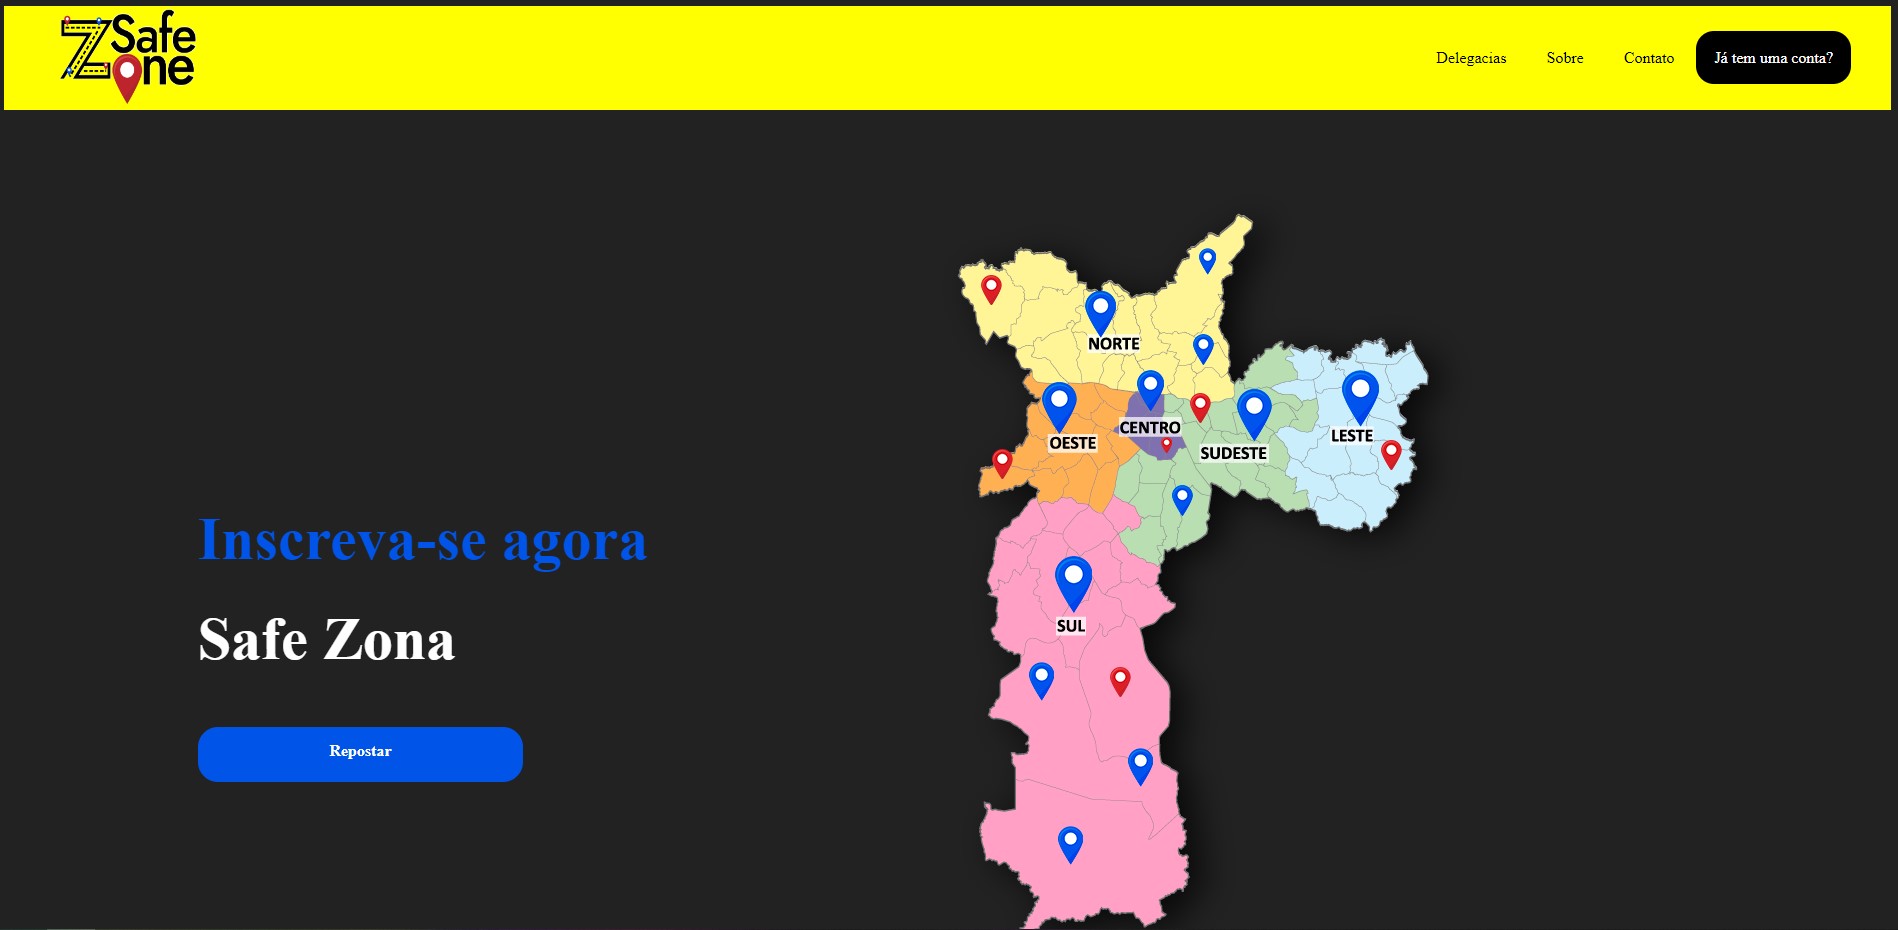 Safe
Zone
Delegacias
Sobre
Contato
Já tem uma conta?
NORTE
CENTRO
OESTE
LESTE
SUDESTE
Inscreva-se agora
SUL
Safe Zona
Repostar